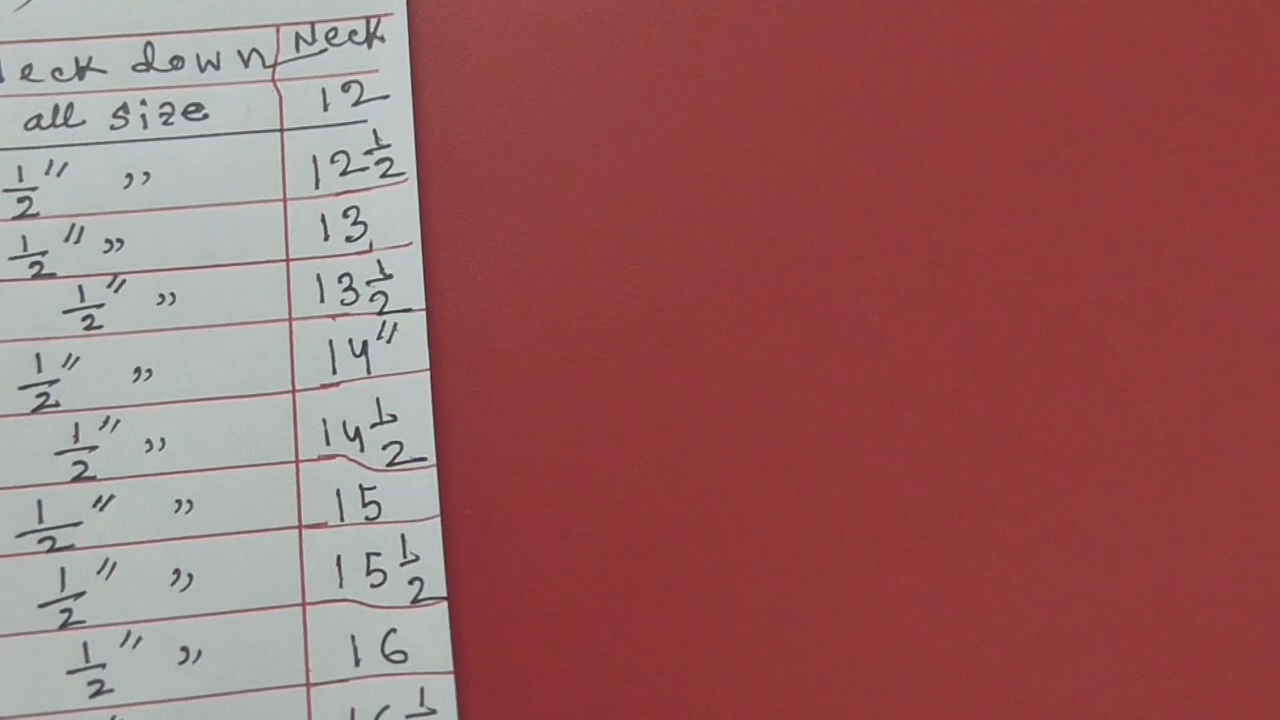 eck down Neck
all size 12
1/2" ,, 12 1/2
1/2" ,, 13
1/2" ,, 13 1/2
1/2" ,, 14"
1/2" ,, 14 1/2
1/2" ,, 15
1/2" ,, 15 1/2
1/2" ,, 16